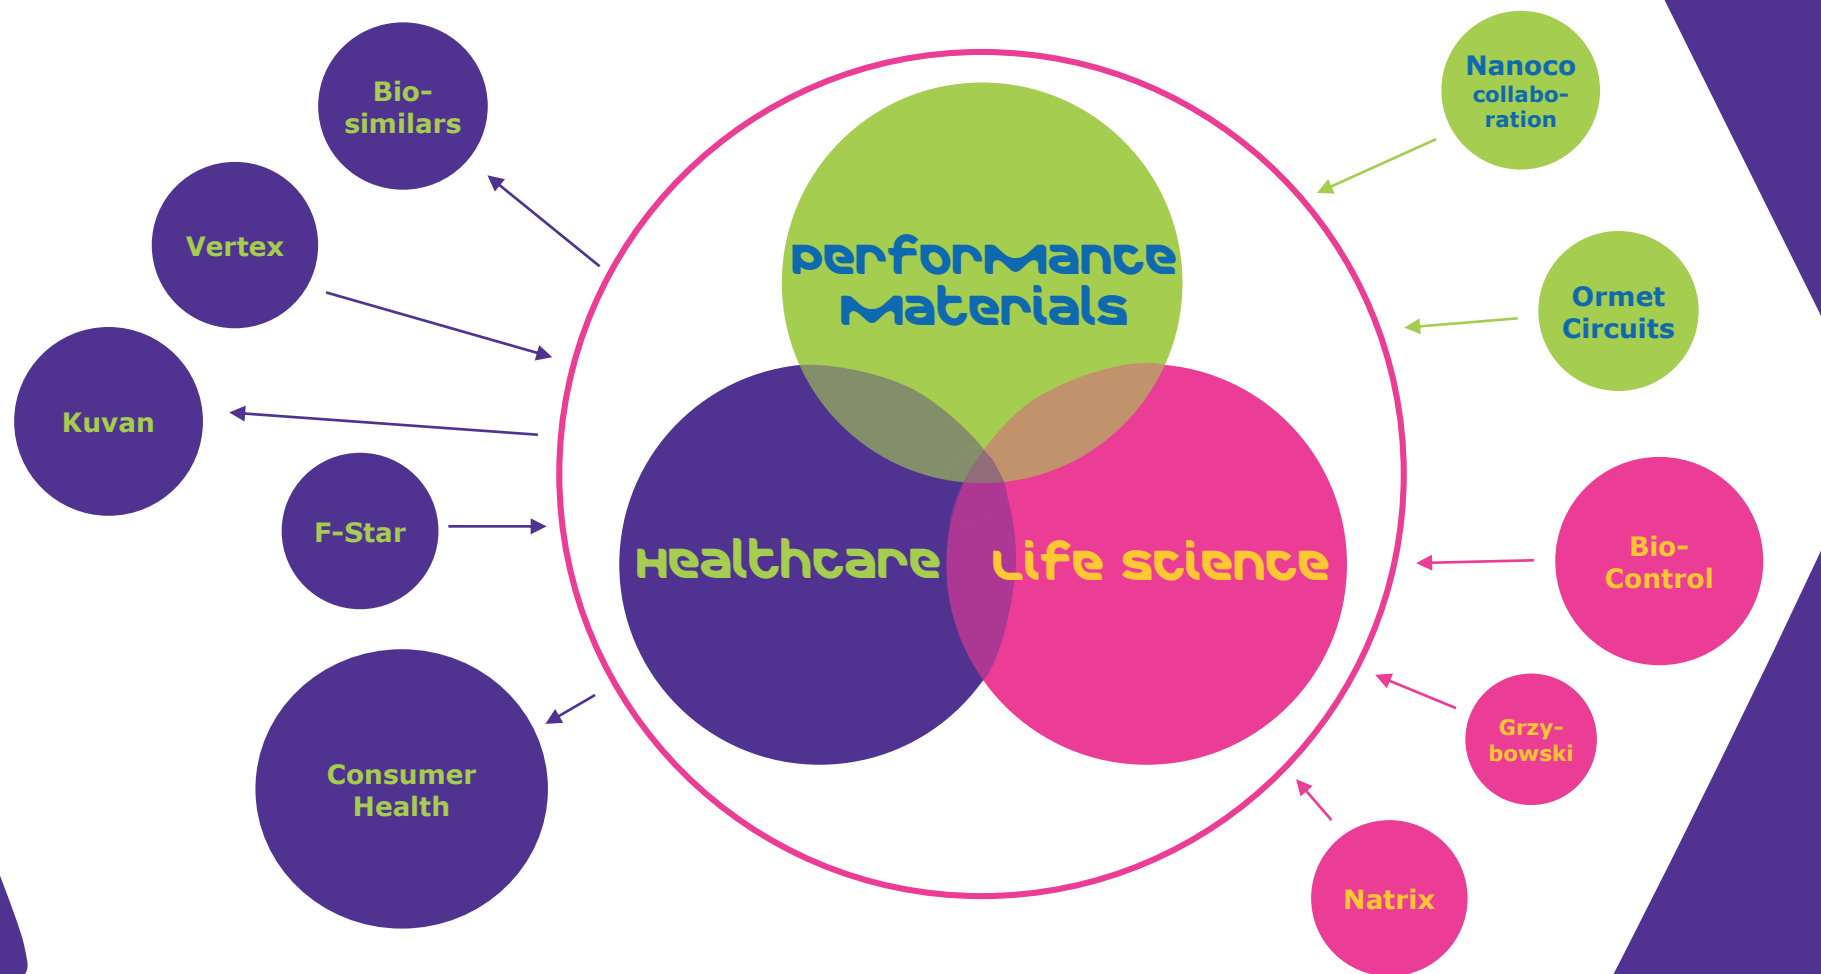 Bio-
similars
Vertex
Kuvan
F-Star
Consumer
Health
Performance
Materials
Healthcare
Life Science
Nanoco
collabo-
ration
Ormet
Circuits
Bio-
Control
Grzy-
bowski
Natrix